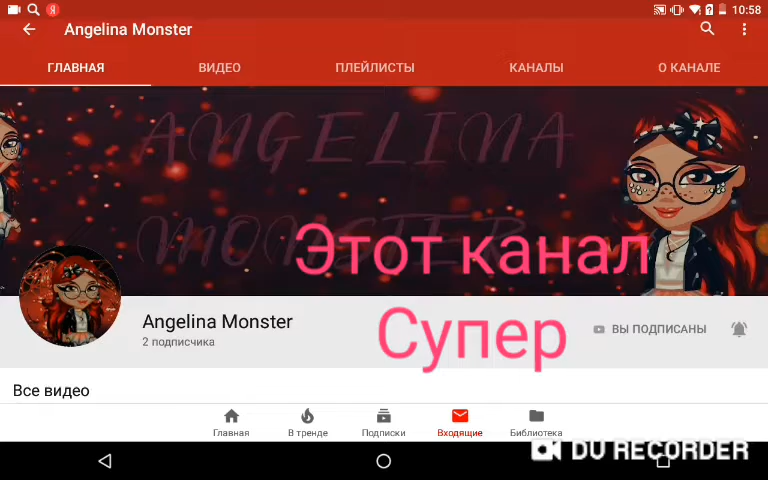 Я 10:58
Angelina Monster
ГЛАВНАЯ ВИДЕО ПЛЕЙЛИСТЫ КАНАЛЫ О КАНАЛЕ
ANGELINA
MONSTER
Этот канал
Супер
Angelina Monster
2 подписчика
ВЫ ПОДПИСАНЫ
Все видео
Главная В тренде Подписки Входящие Библиотека
DU RECORDER